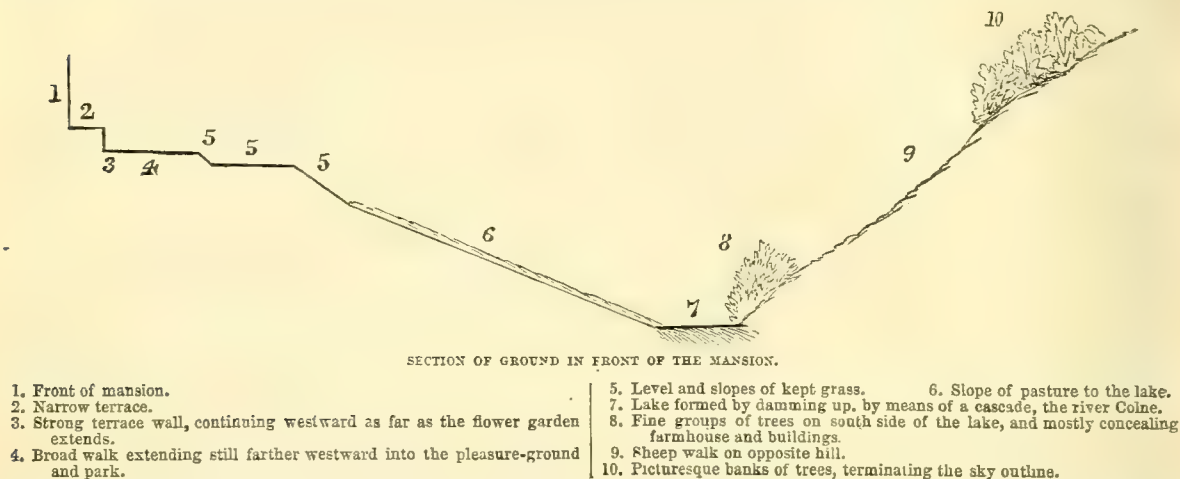 10
1
2
3
4
5
5
5
6
7
8
9
SECTION OF GROUND IN FRONT OF THE MANSION.
1. Front of mansion.
2. Narrow terrace.
3. Strong terrace wall, continuing westward as far as the flower garden
extends.
4. Broad walk extending still farther westward into the pleasure-ground
and park.
5. Level and slopes of kept grass. 6. Slope of pasture to the lake.
7. Lake formed by damming up, by means of a cascade, the river Colne.
8. Fine groups of trees on south side of the lake, and mostly concealing
farmhouse and buildings.
9. Sheep walk on opposite hill.
10. Picturesque banks of trees, terminating the sky outline.